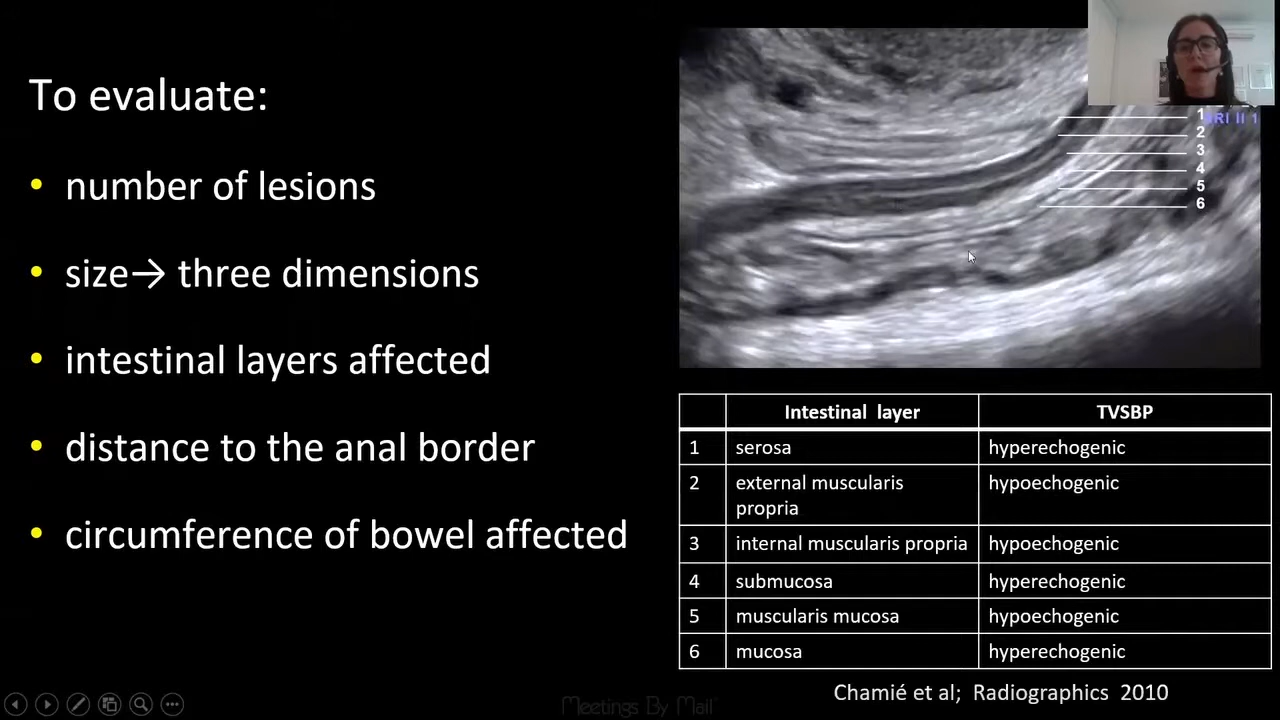 To evaluate:
• number of lesions
• size→ three dimensions
• intestinal layers affected
• distance to the anal border
• circumference of bowel affected
1
2
3
4
5
6
Intestinal layer TVSBP
1 serosa hyperechogenic
2 external muscularis propria hypoechogenic
3 internal muscularis propria hypoechogenic
4 submucosa hyperechogenic
5 muscularis mucosa hypoechogenic
6 mucosa hyperechogenic
Chamié et al; Radiographics 2010
Meetings By Mail